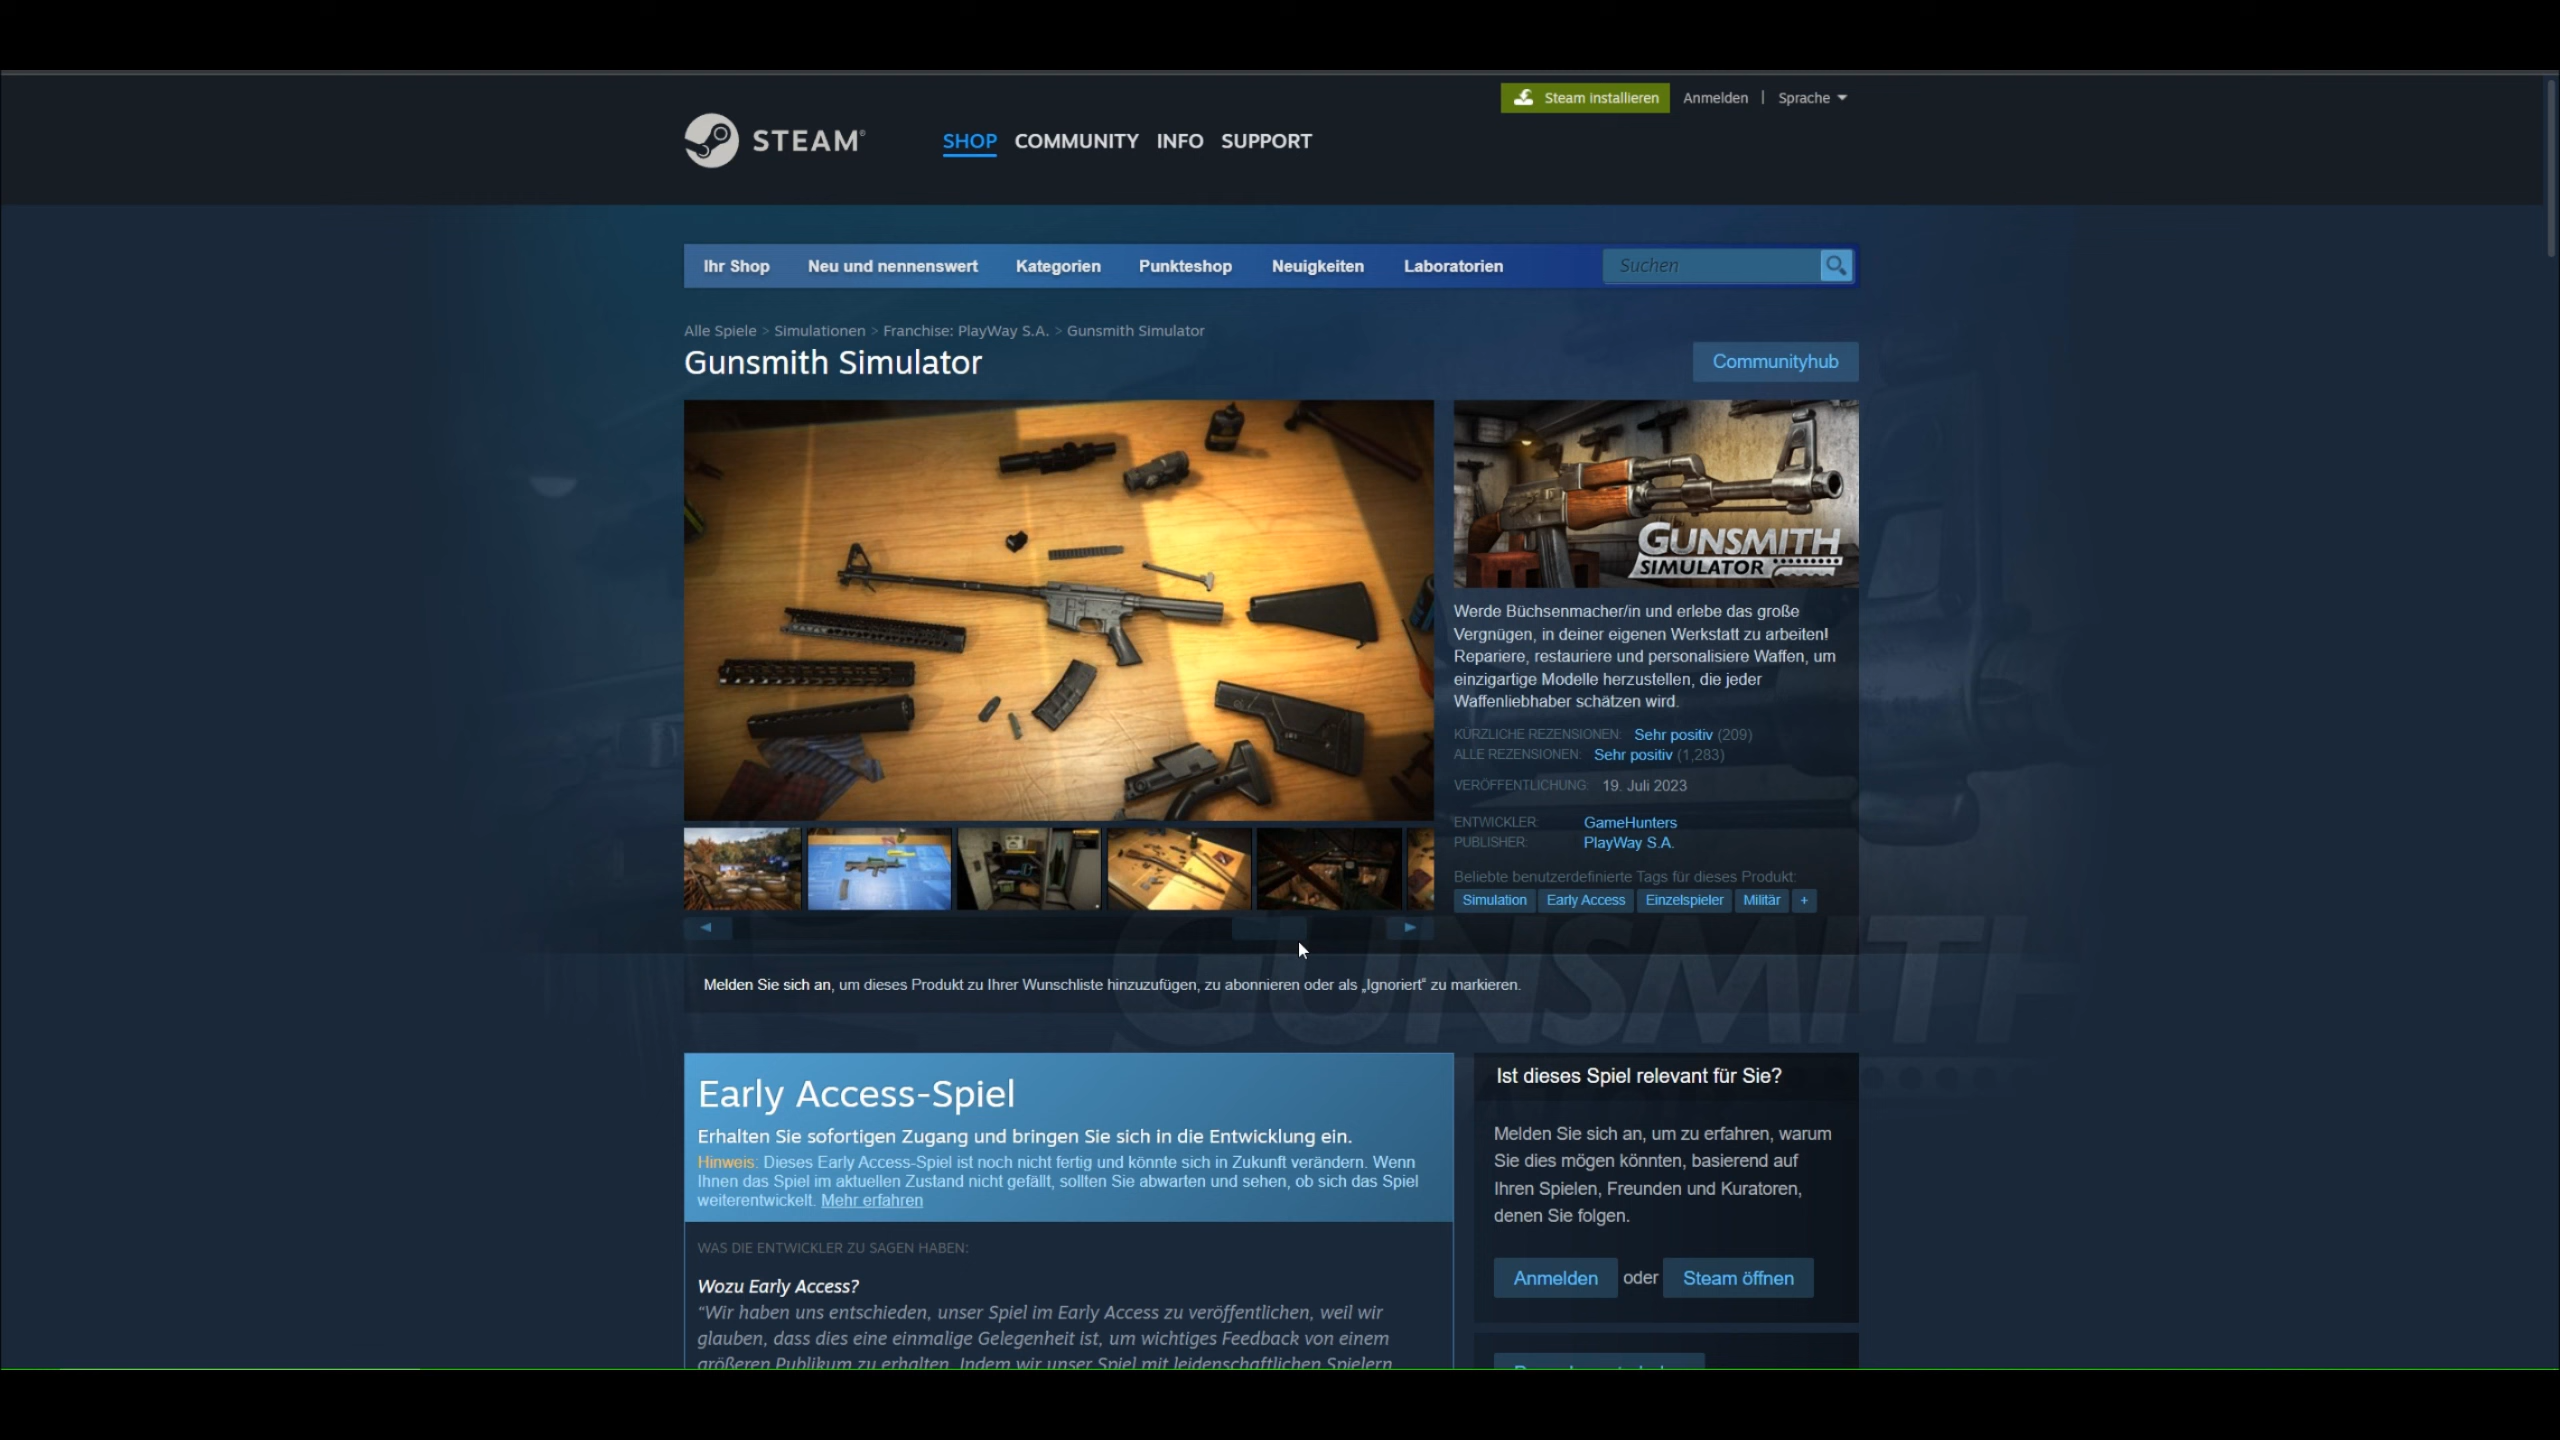 Steam installieren Anmelden | Sprache
STEAM®
SHOP COMMUNITY INFO SUPPORT
Ihr Shop Neu und nennenswert Kategorien Punkteshop Neuigkeiten Laboratorien Suchen
Alle Spiele > Simulationen > Franchise: PlayWay S.A. > Gunsmith Simulator
Gunsmith Simulator
Communityhub
GUNSMITH
SIMULATOR
Werde Büchsenmacher/in und erlebe das große
Vergnügen, in deiner eigenen Werkstatt zu arbeiten!
Repariere, restauriere und personalisiere Waffen, um
einzigartige Modelle herzustellen, die jeder
Waffenliebhaber schätzen wird.
KÜRZLICHE REZENSIONEN: Sehr positiv (209)
ALLE REZENSIONEN: Sehr positiv (1,283)
VERÖFFENTLICHUNG: 19. Juli 2023
ENTWICKLER: GameHunters
PUBLISHER: PlayWay S.A.
Beliebte benutzerdefinierte Tags für dieses Produkt:
Simulation Early Access Einzelspieler Militär +
GUNSMITH
Melden Sie sich an, um dieses Produkt zu Ihrer Wunschliste hinzuzufügen, zu abonnieren oder als „Ignoriert“ zu markieren.
Early Access-Spiel
Erhalten Sie sofortigen Zugang und bringen Sie sich in die Entwicklung ein.
Hinweis: Dieses Early Access-Spiel ist noch nicht fertig und könnte sich in Zukunft verändern. Wenn
Ihnen das Spiel im aktuellen Zustand nicht gefällt, sollten Sie abwarten und sehen, ob sich das Spiel
weiterentwickelt. Mehr erfahren
WAS DIE ENTWICKLER ZU SAGEN HABEN:
Wozu Early Access?
“Wir haben uns entschieden, unser Spiel im Early Access zu veröffentlichen, weil wir
glauben, dass dies eine einmalige Gelegenheit ist, um wichtiges Feedback von einem
größeren Publikum zu erhalten. Indem wir unser Spiel mit leidenschaftlichen Spielern
Ist dieses Spiel relevant für Sie?
Melden Sie sich an, um zu erfahren, warum
Sie dies mögen könnten, basierend auf
Ihren Spielen, Freunden und Kuratoren,
denen Sie folgen.
Anmelden oder Steam öffnen